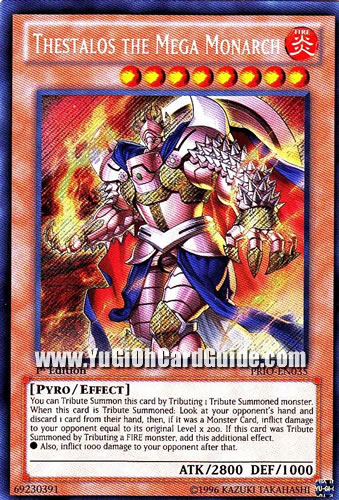 THESTALOS THE MEGA MONARCH
FIRE
炎
www.YuGiOhCardGuide.com
1st Edition
PRIO-EN035
[PYRO/EFFECT]
You can Tribute Summon this card by Tributing 1 Tribute Summoned monster.
When this card is Tribute Summoned: Look at your opponent's hand and
discard 1 card from their hand, then, if it was a Monster Card, inflict damage
to your opponent equal to its original Level x 200. If this card was Tribute
Summoned by Tributing a FIRE monster, add this additional effect.
● Also, inflict 1000 damage to your opponent after that.
ATK/2800 DEF/1000
69230391
©1996 KAZUKI TAKAHASHI